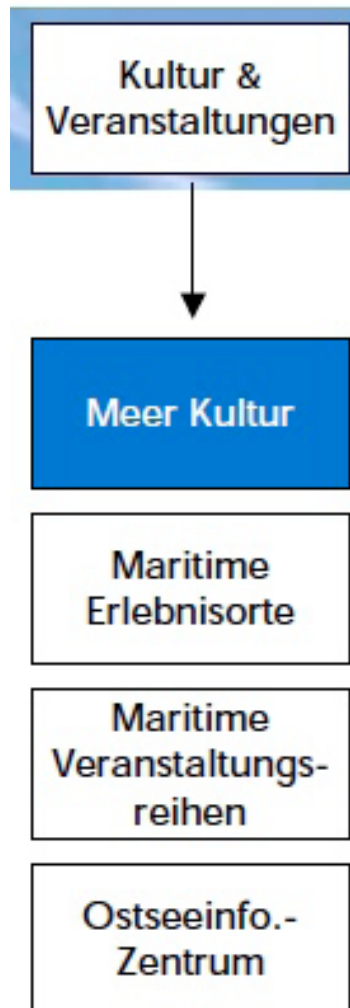 Kultur &
Veranstaltungen
Meer Kultur
Maritime
Erlebnisorte
Maritime
Veranstaltungs-
reihen
Ostseeinfo.-
Zentrum